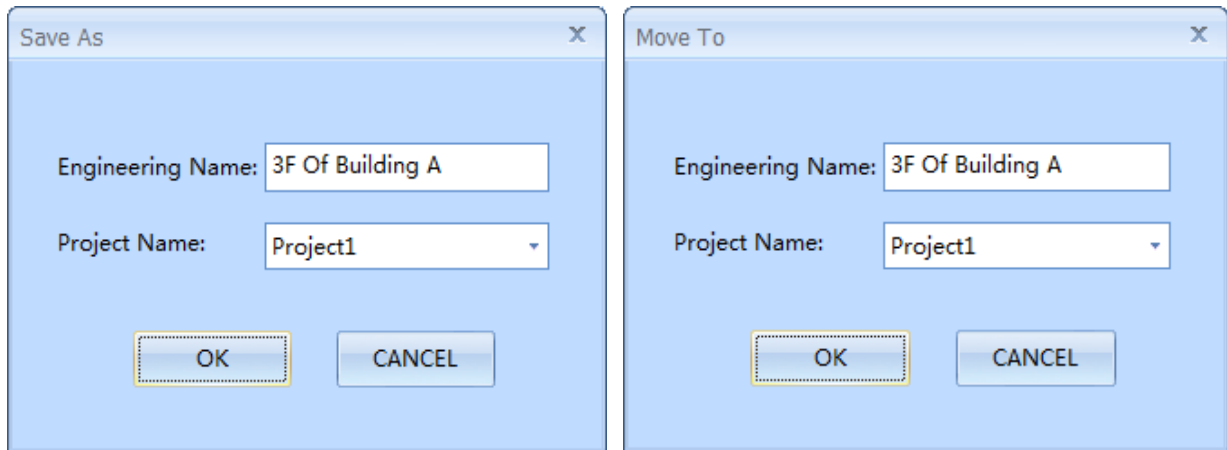 Save As
Engineering Name: 3F Of Building A
Project Name: Project1
OK CANCEL
Move To
Engineering Name: 3F Of Building A
Project Name: Project1
OK CANCEL